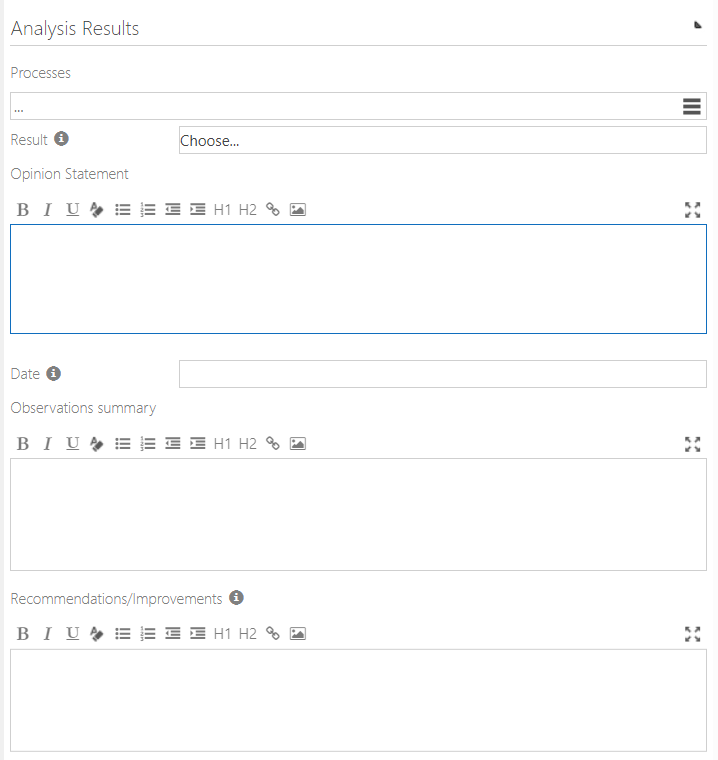 Analysis Results
Processes
...
Result
Choose...
Opinion Statement
B I U H1 H2
Date
Observations summary
B I U H1 H2
Recommendations/Improvements
B I U H1 H2